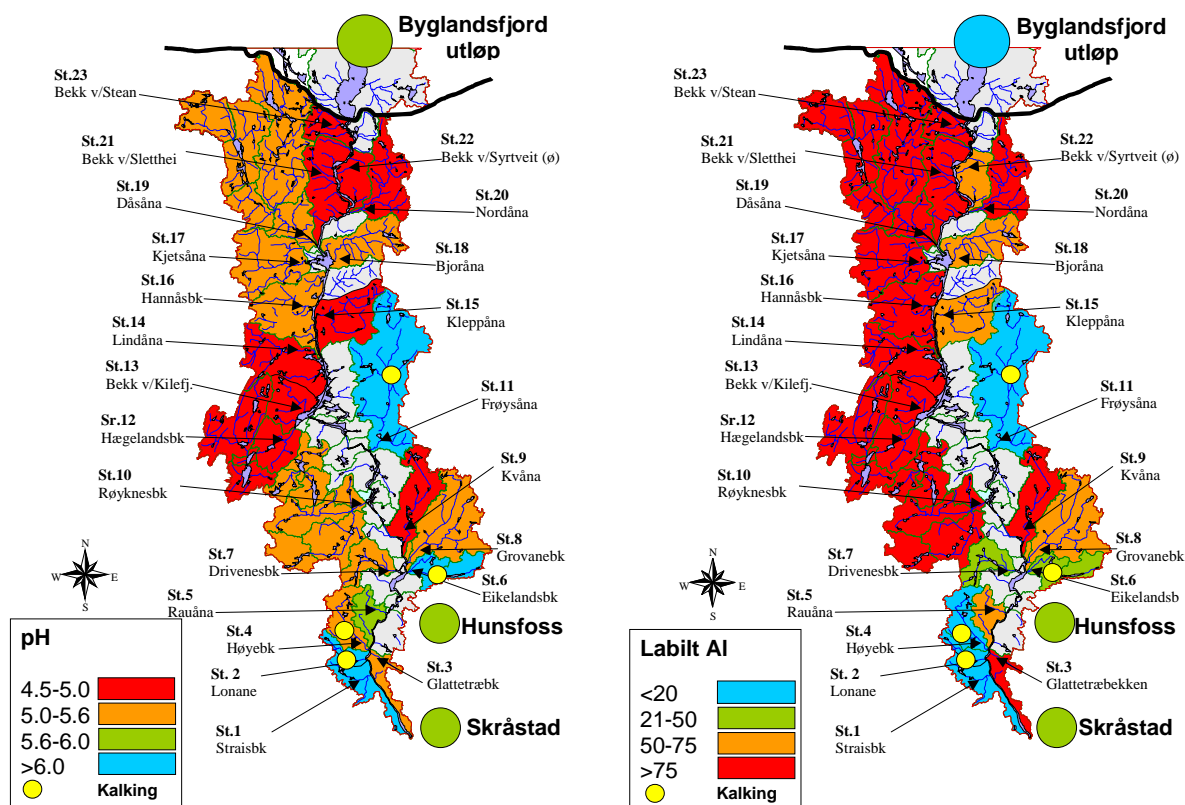 Byglandsfjord
utløp
St.23
Bekk v/Stean
St.21
Bekk v/Sletthei
St.22
Bekk v/Syrtveit (ø)
St.19
Dåsåna
St.20
Nordåna
St.17
Kjetsåna
St.18
Bjoråna
St.16
Hannåsbk
St.15
Kleppåna
St.14
Lindåna
St.13
Bekk v/Kilefj.
St.11
Frøysåna
Sr.12
Hægelandsbk
St.9
Kvåna
St.10
Røyknesbk
St.8
Grovanebk
St.7
Drivenesbk
St.6
Eikelandsbk
St.5
Rauåna
Hunsfoss
St.4
Høyebk
St.3
Glattetræbk
St. 2
Lonane
Skråstad
St.1
Straisbk
N
W E
S
pH
4.5-5.0
5.0-5.6
5.6-6.0
>6.0
Kalking
Byglandsfjord
utløp
St.23
Bekk v/Stean
St.21
Bekk v/Sletthei
St.22
Bekk v/Syrtveit (ø)
St.19
Dåsåna
St.20
Nordåna
St.17
Kjetsåna
St.18
Bjoråna
St.16
Hannåsbk
St.15
Kleppåna
St.14
Lindåna
St.13
Bekk v/Kilefj.
St.11
Frøysåna
Sr.12
Hægelandsbk
St.9
Kvåna
St.10
Røyknesbk
St.8
Grovanebk
St.7
Drivenesbk
St.6
Eikelandsb
St.5
Rauåna
Hunsfoss
St.4
Høyebk
St.3
Glattetræbekken
St. 2
Lonane
Skråstad
St.1
Straisbk
N
W E
S
Labilt Al
<20
21-50
50-75
>75
Kalking